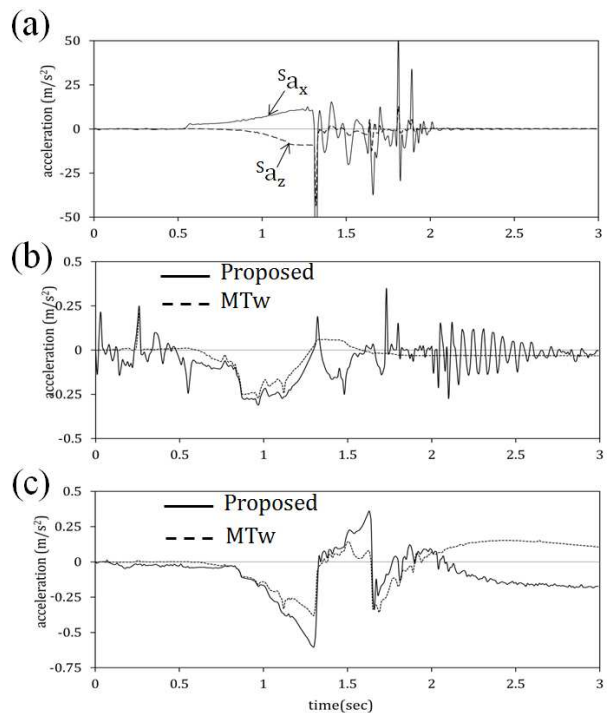 (a)
acceleration (m/s²)
50
25
0
-25
-50
ˢaₓ
ˢa_z
0 0.5 1 1.5 2 2.5 3
(b)
acceleration (m/s²)
0.5
0.25
0
-0.25
-0.5
Proposed
MTw
0 0.5 1 1.5 2 2.5 3
(c)
acceleration (m/s²)
0.5
0.25
0
-0.25
-0.5
-0.75
Proposed
MTw
0 0.5 1 1.5 2 2.5 3
time(sec)